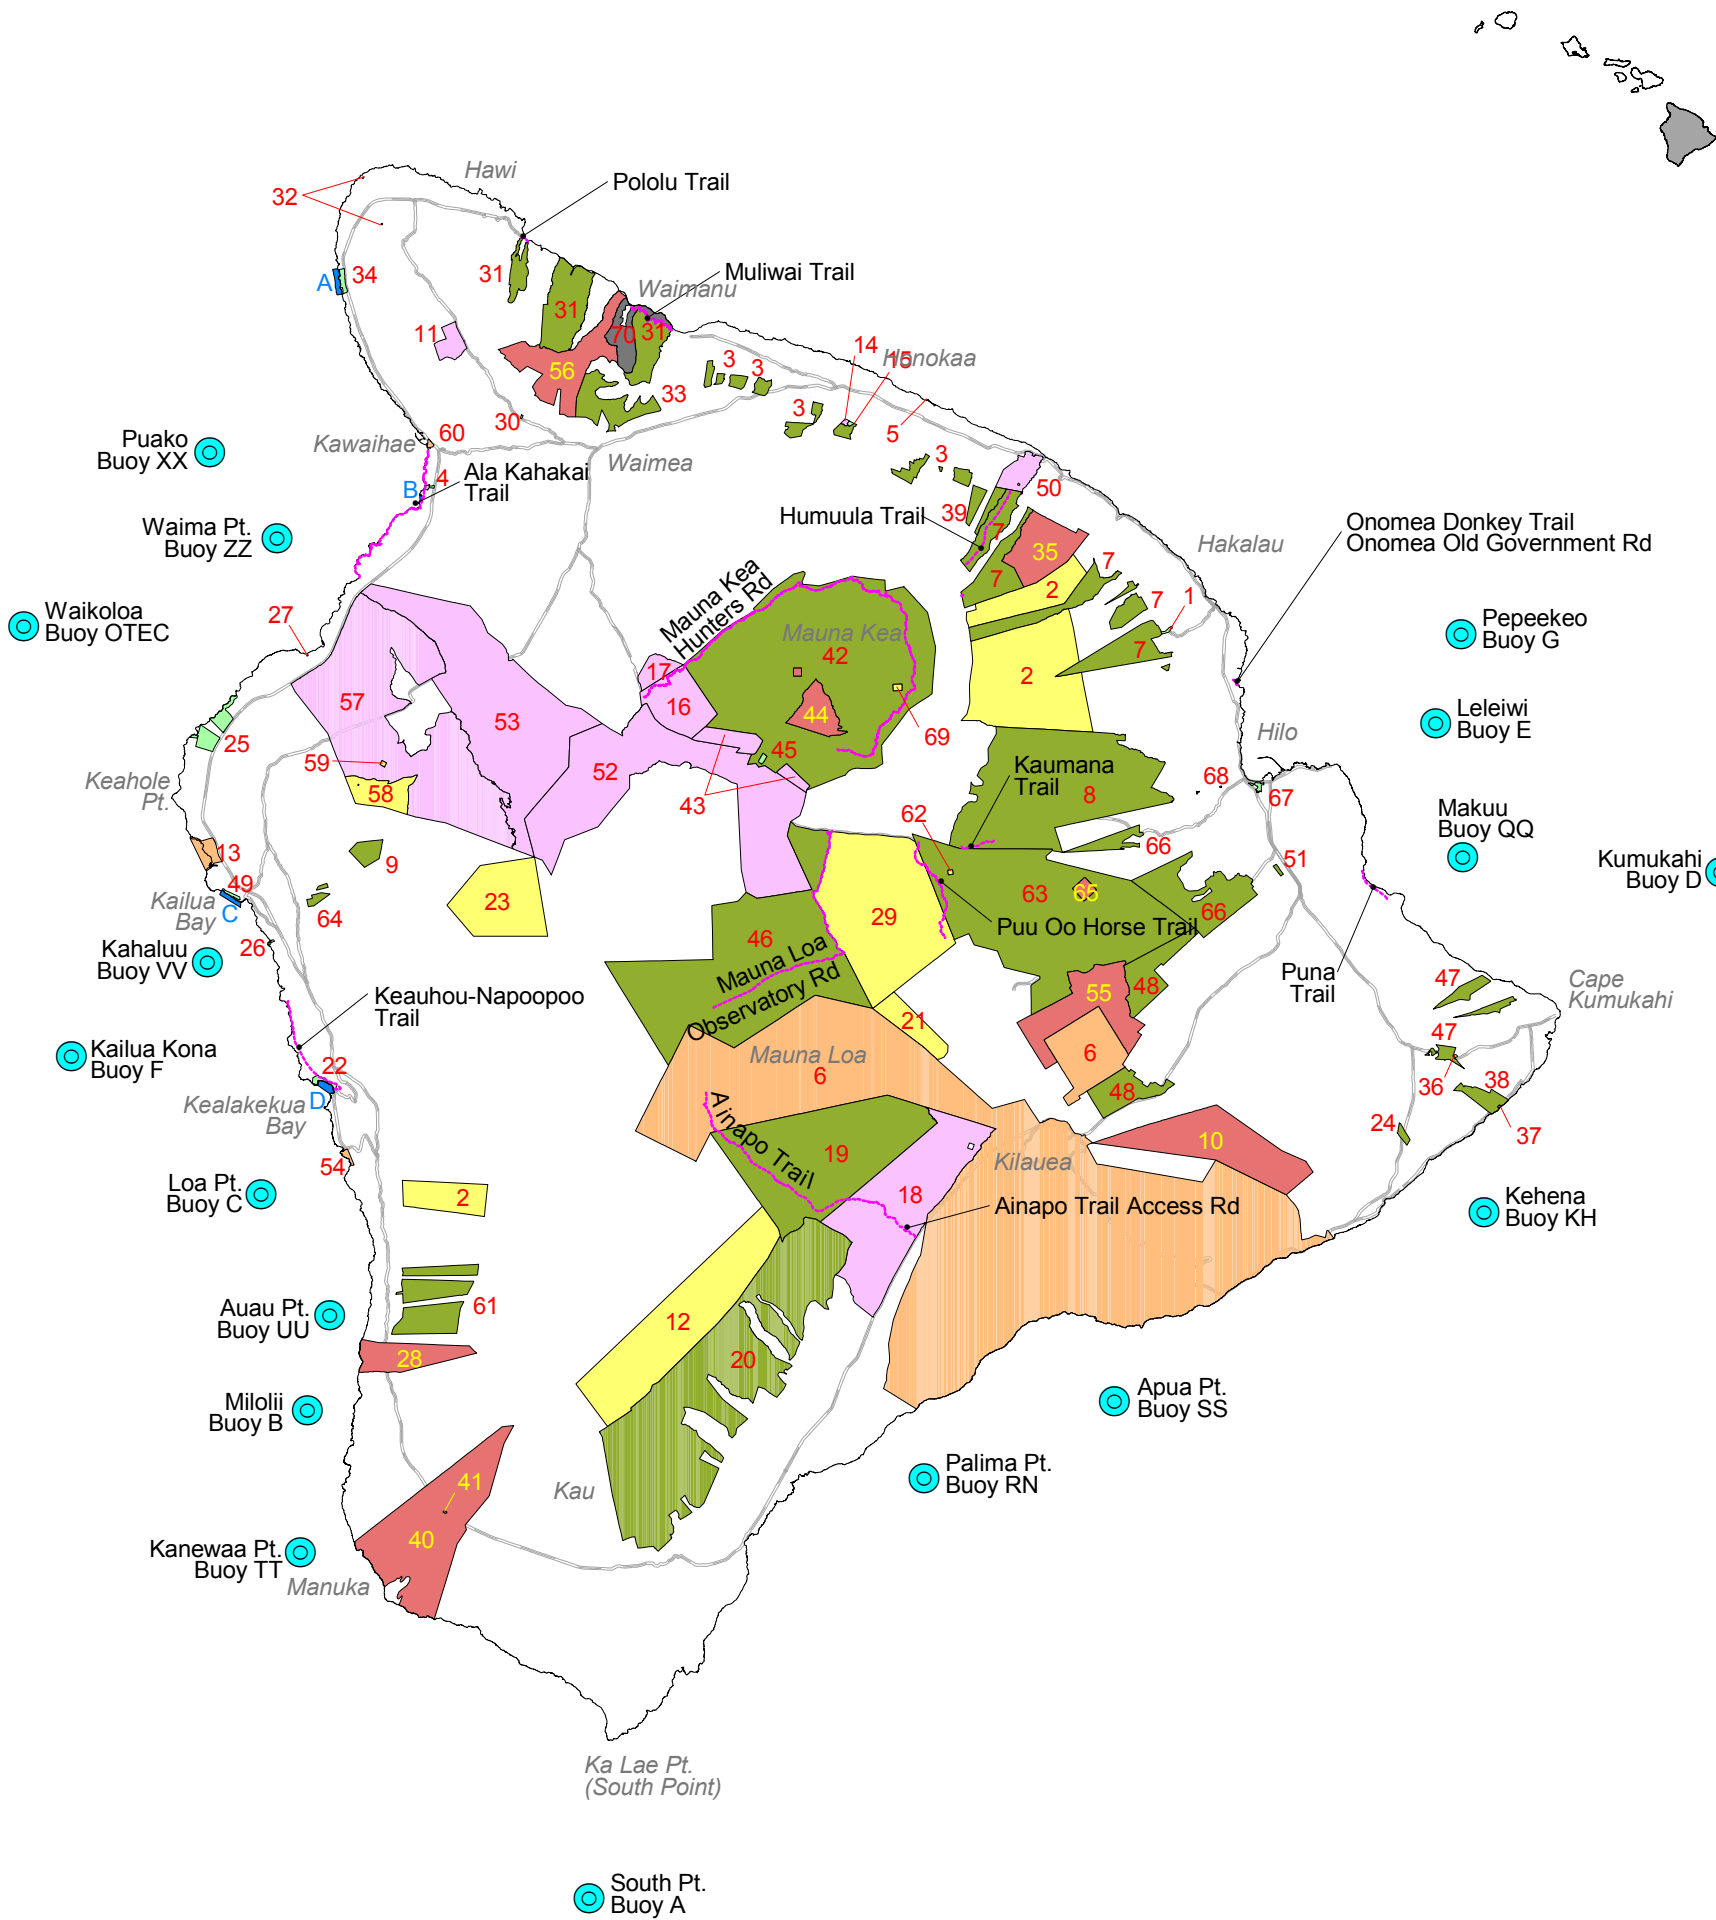 Hawi
Pololu Trail
32
31
34
A
Muliwai Trail
Waimanu
11
31
70
31
56
14
Honokaa
15
3
3
33
3
5
30
Puako
Buoy XX
Kawaihae
60
Waimea
3
4
Ala Kahakai
Trail
B
50
39
Humuula Trail
7
Waima Pt.
Buoy ZZ
35
Hakalau
Onomea Donkey Trail
Onomea Old Government Rd
7
7
2
7
1
Mauna Kea
Hunters Rd
Waikoloa
Buoy OTEC
27
Mauna Kea
42
7
Pepeekeo
Buoy G
17
2
57
16
44
53
69
Leleiwi
Buoy E
25
45
Hilo
59
52
Keahole
Pt.
58
43
Kaumana
Trail
8
68
67
62
66
Makuu
Buoy QQ
13
9
51
Kumukahi
Buoy D
49
Kailua
Bay
C
64
23
29
63
65
66
Puu Oo Horse Trail
26
46
Kahaluu
Buoy VV
Mauna Loa
Observatory Rd
Puna
Trail
47
Cape
Kumukahi
55
48
Keauhou-Napoopoo
Trail
21
Kailua Kona
Buoy F
22
Mauna Loa
6
6
47
36
38
D
Kealakekua
Bay
48
Ainapo Trail
24
37
10
19
54
Kilauea
Loa Pt.
Buoy C
2
18
Ainapo Trail Access Rd
Kehena
Buoy KH
Auau Pt.
Buoy UU
61
12
28
20
Milolii
Buoy B
Apua Pt.
Buoy SS
41
Kau
Palima Pt.
Buoy RN
40
Kanewaa Pt.
Buoy TT
Manuka
Ka Lae Pt.
(South Point)
South Pt.
Buoy A